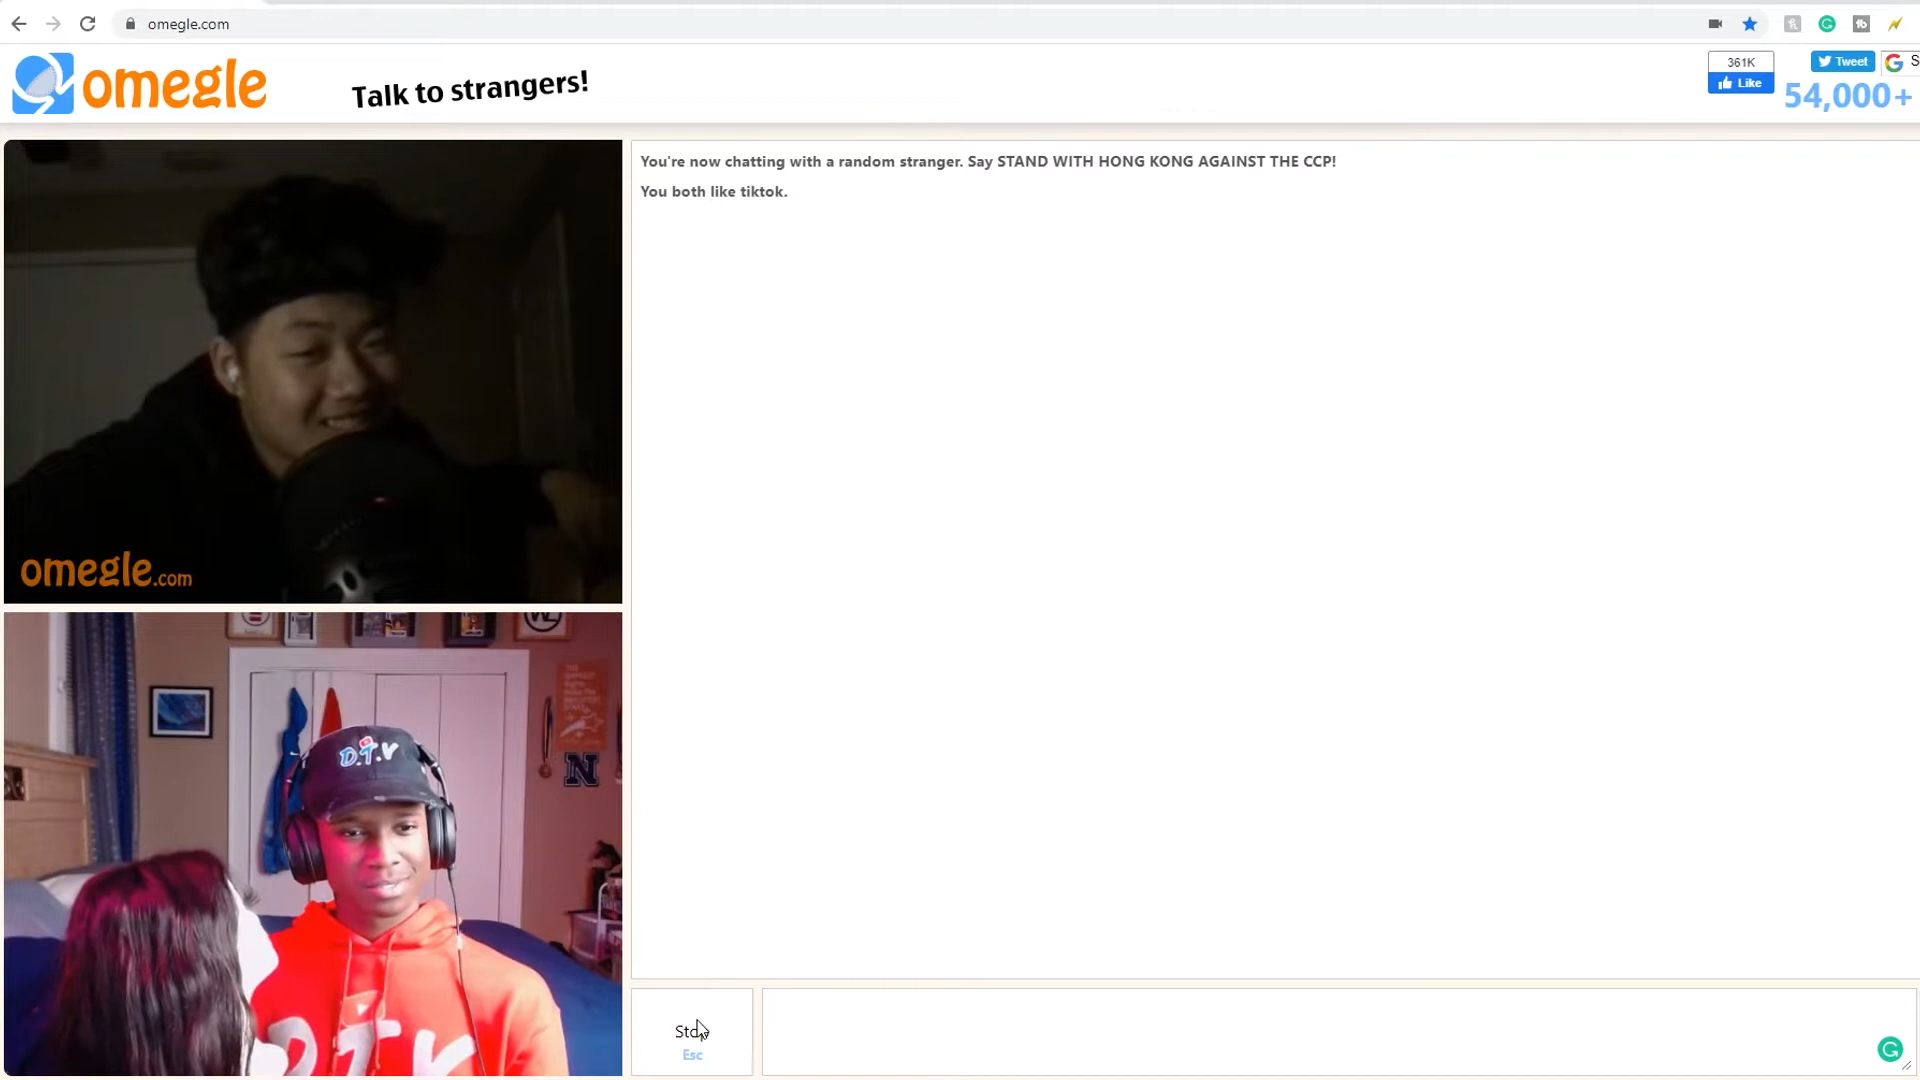 omegle.com
omegle
Talk to strangers!
361K
Like
Tweet
S
54,000+
You're now chatting with a random stranger. Say STAND WITH HONG KONG AGAINST THE CCP!
You both like tiktok.
omegle.com
D.T.V
N
Esc